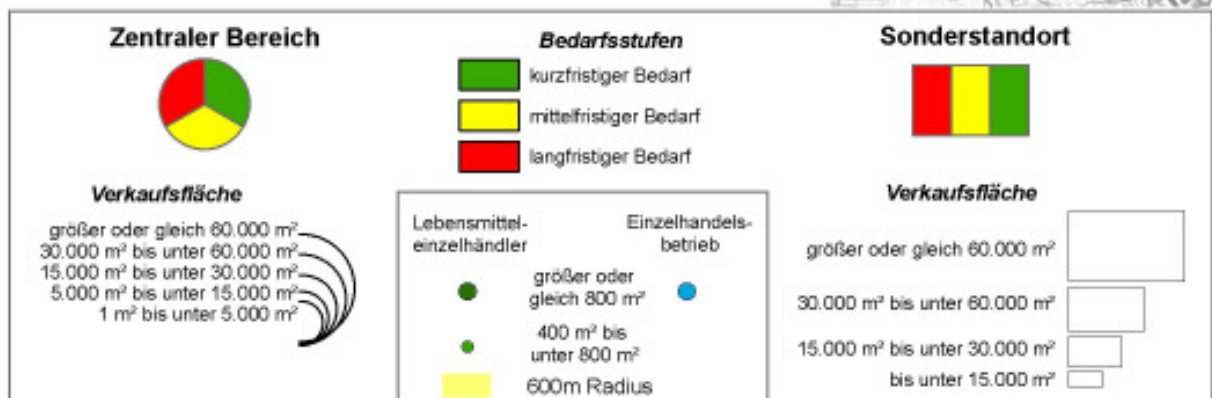 Zentraler Bereich
Verkaufsfläche
größer oder gleich 60.000 m²
30.000 m² bis unter 60.000 m²
15.000 m² bis unter 30.000 m²
5.000 m² bis unter 15.000 m²
1 m² bis unter 5.000 m²
Bedarfsstufen
kurzfristiger Bedarf
mittelfristiger Bedarf
langfristiger Bedarf
Lebensmittel-
einzelhändler
Einzelhandels-
betrieb
größer oder
gleich 800 m²
400 m² bis
unter 800 m²
600m Radius
Sonderstandort
Verkaufsfläche
größer oder gleich 60.000 m²
30.000 m² bis unter 60.000 m²
15.000 m² bis unter 30.000 m²
bis unter 15.000 m²